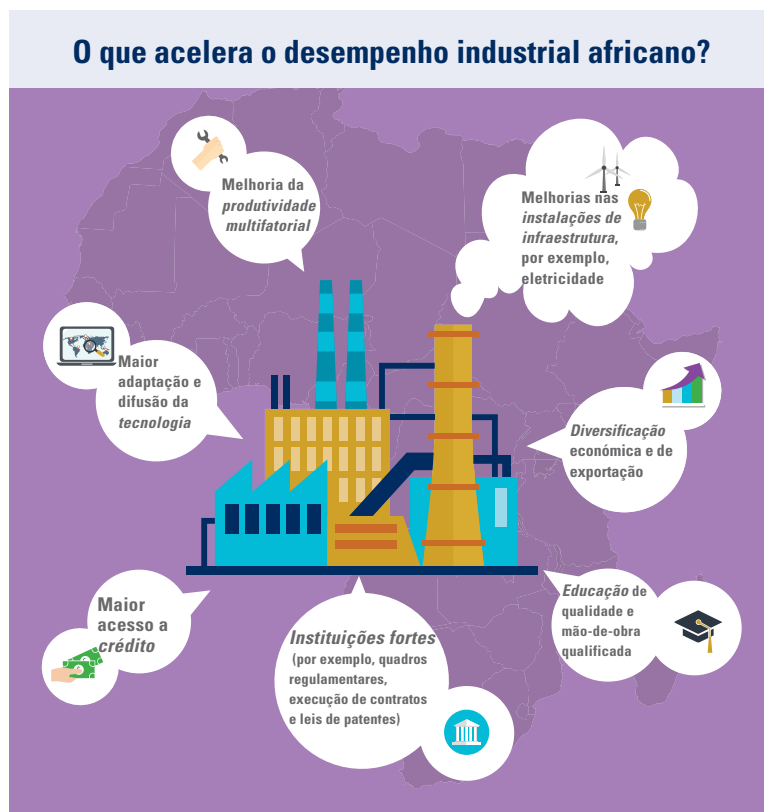 O que acelera o desempenho industrial africano?
Melhoria da
produtividade
multifatorial
Melhorias nas
instalações de
infraestrutura,
por exemplo,
eletricidade
Maior
adaptação e
difusão da
tecnologia
Diversificação
económica e de
exportação
Maior
acesso a
crédito
Instituições fortes
(por exemplo, quadros
regulamentares,
execução de contratos
e leis de patentes)
Educação de
qualidade e
mão-de-obra
qualificada